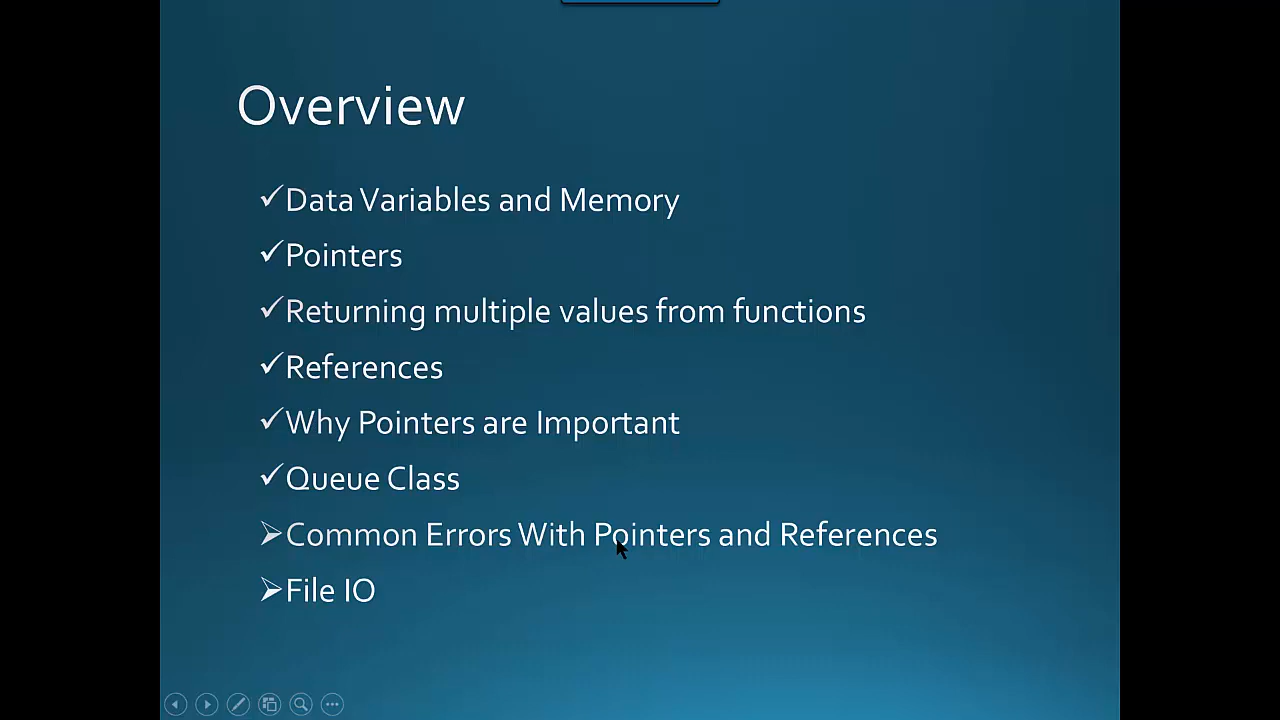 Overview
Data Variables and Memory
Pointers
Returning multiple values from functions
References
Why Pointers are Important
Queue Class
Common Errors With Pointers and References
File IO